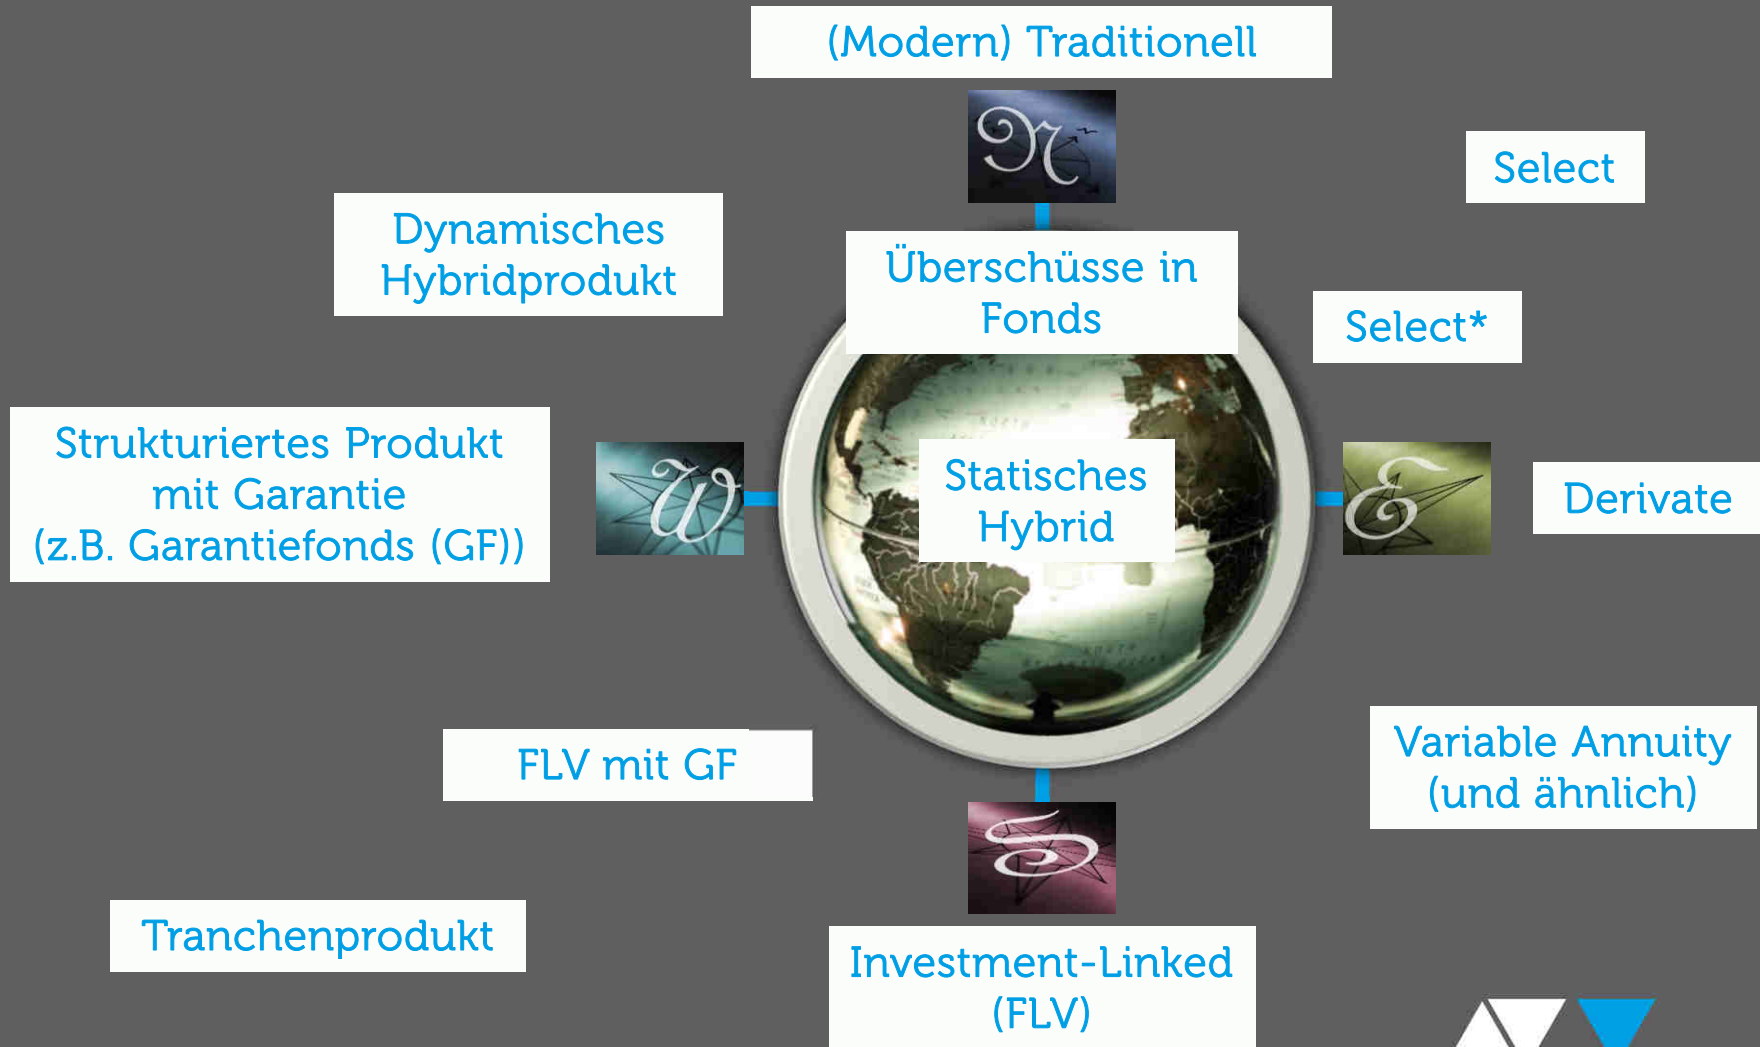 (Modern) Traditionell
N
Select
Dynamisches
Hybridprodukt
Überschüsse in
Fonds
Select*
Strukturiertes Produkt
mit Garantie
(z.B. Garantiefonds (GF))
W
Statisches
Hybrid
E
Derivate
FLV mit GF
Variable Annuity
(und ähnlich)
S
Tranchenprodukt
Investment-Linked
(FLV)